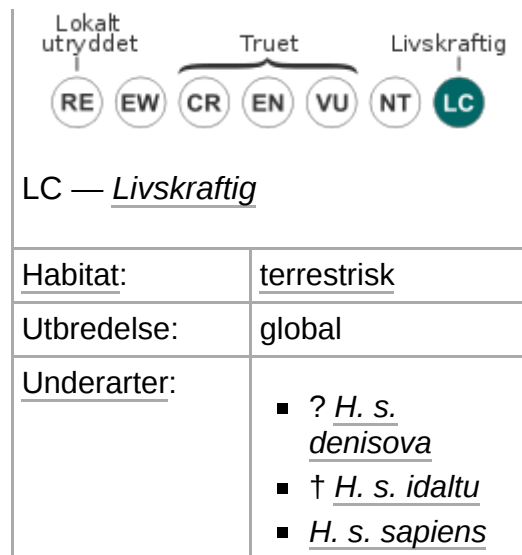 Lokalt
utryddet Truet Livskraftig
RE EW CR EN VU NT LC
LC — Livskraftig
Habitat: terrestrisk
Utbredelse: global
Underarter:
? H. s.
denisova
† H. s. idaltu
H. s. sapiens